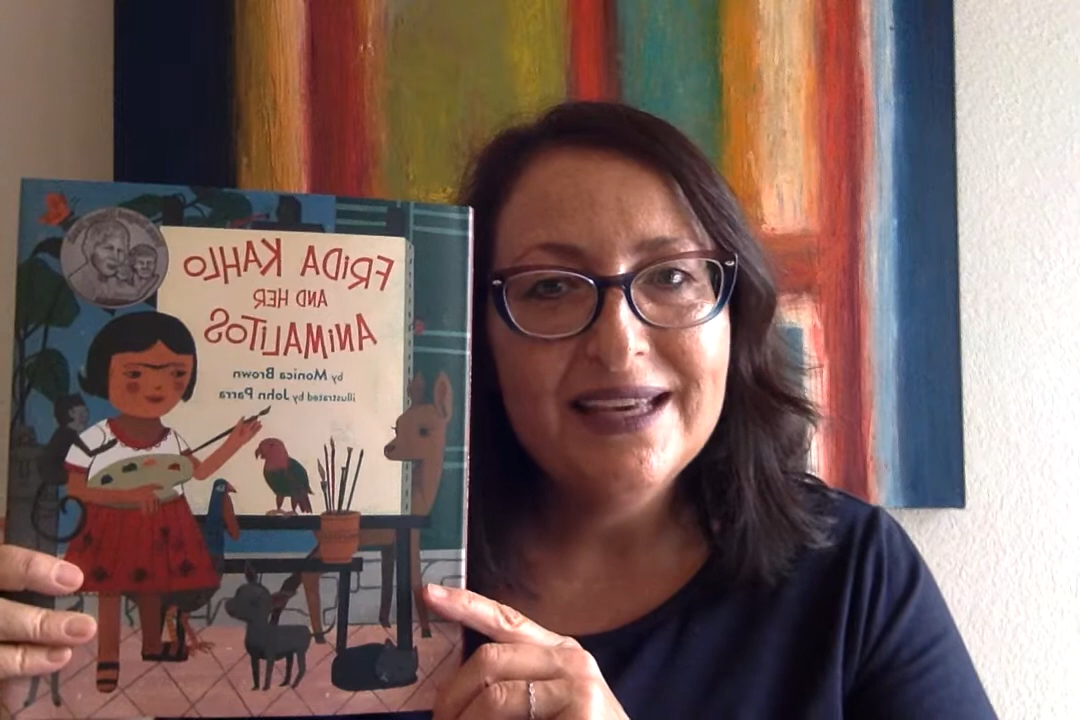 FRIDA KAHLO
AND HER
ANIMALITOS
by Monica Brown
illustrated by John Parra